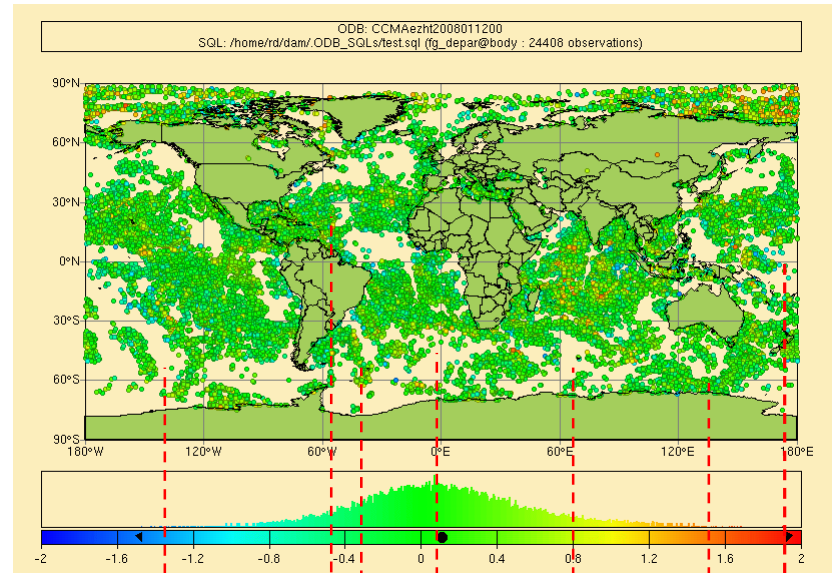 ODB: CCMAezht2008011200
SQL: /home/rd/dam/.ODB_SQLs/test.sql (fg_depar@body : 24408 observations)
90°N
60°N
30°N
0°N
30°S
60°S
90°S
180°W 120°W 60°W 0°E 60°E 120°E 180°E
-2 -1.6 -1.2 -0.8 -0.4 0 0.4 0.8 1.2 1.6 2